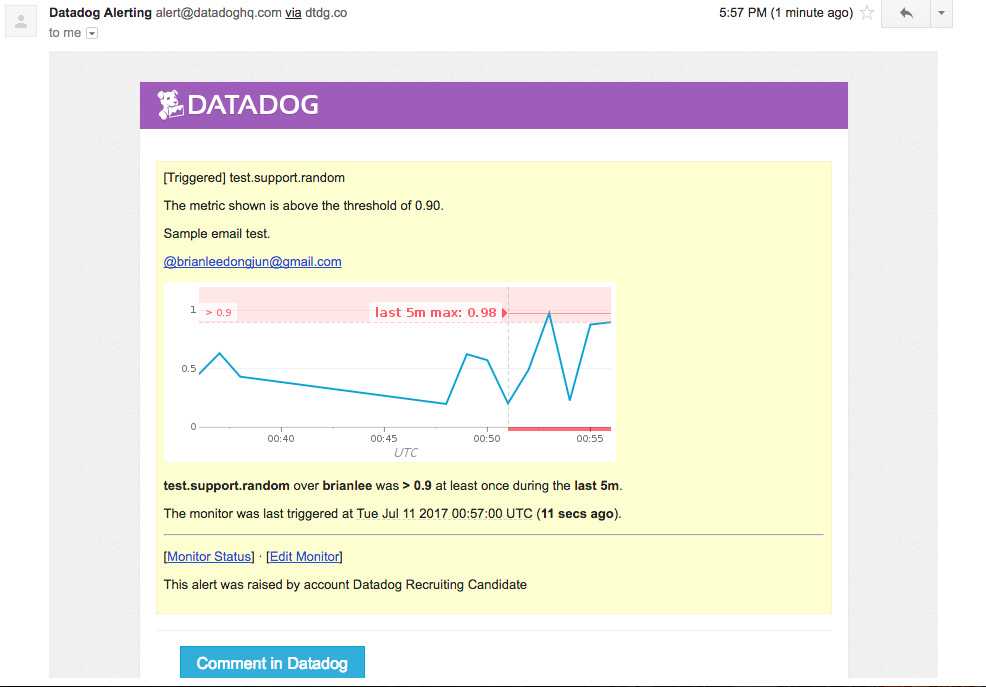 Datadog Alerting alert@datadoghq.com via dtdg.co 5:57 PM (1 minute ago)
to me
DATADOG
[Triggered] test.support.random
The metric shown is above the threshold of 0.90.
Sample email test.
@brianleedongjun@gmail.com
1 > 0.9 last 5m max: 0.98
0.5
0
00:40 00:45 00:50 00:55
UTC
test.support.random over brianlee was > 0.9 at least once during the last 5m.
The monitor was last triggered at Tue Jul 11 2017 00:57:00 UTC (11 secs ago).
[Monitor Status] · [Edit Monitor]
This alert was raised by account Datadog Recruiting Candidate
Comment in Datadog